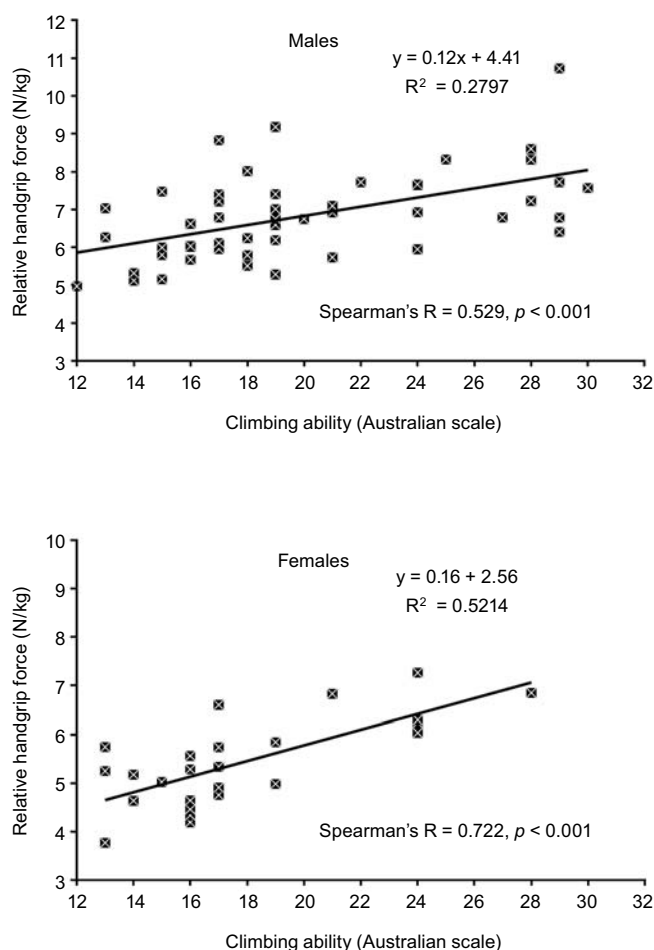 Males
y = 0.12x + 4.41
R² = 0.2797
12
11
10
9
8
7
6
5
4
3
Relative handgrip force (N/kg)
Spearman's R = 0.529, p < 0.001
12 14 16 18 20 22 24 26 28 30 32
Climbing ability (Australian scale)
Females
y = 0.16 + 2.56
R² = 0.5214
10
9
8
7
6
5
4
3
Relative handgrip force (N/kg)
Spearman's R = 0.722, p < 0.001
12 14 16 18 20 22 24 26 28 30 32
Climbing ability (Australian scale)